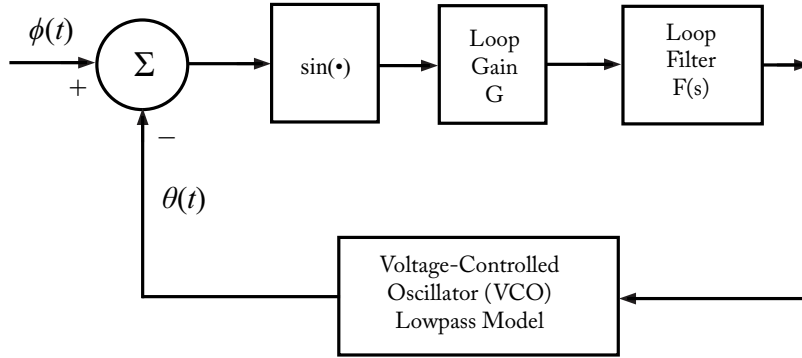 ϕ(t)
+
Σ
−
sin(•)
Loop
Gain
G
Loop
Filter
F(s)
θ(t)
Voltage-Controlled
Oscillator (VCO)
Lowpass Model